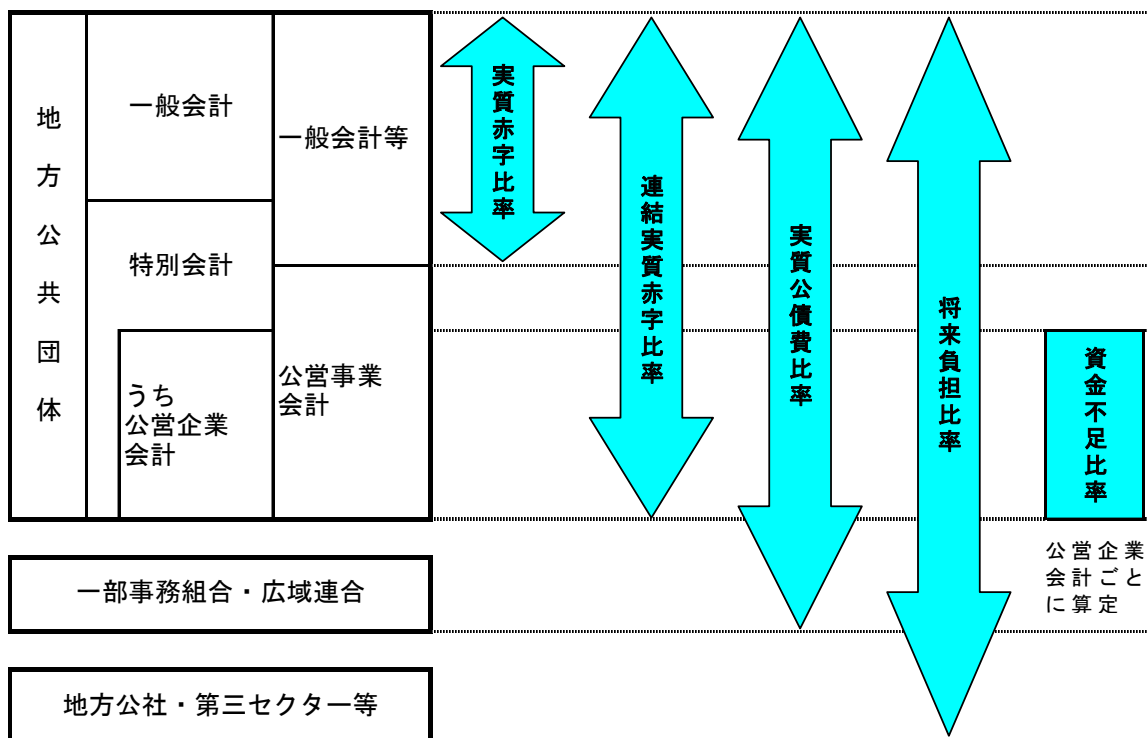 地方公共団体
一般会計
特別会計
うち
公営企業
会計
一般会計等
公営事業
会計
実質赤字比率
連結実質赤字比率
実質公債費比率
将来負担比率
資金不足比率
公営企業
会計ごと
に算定
一部事務組合・広域連合
地方公社・第三セクター等